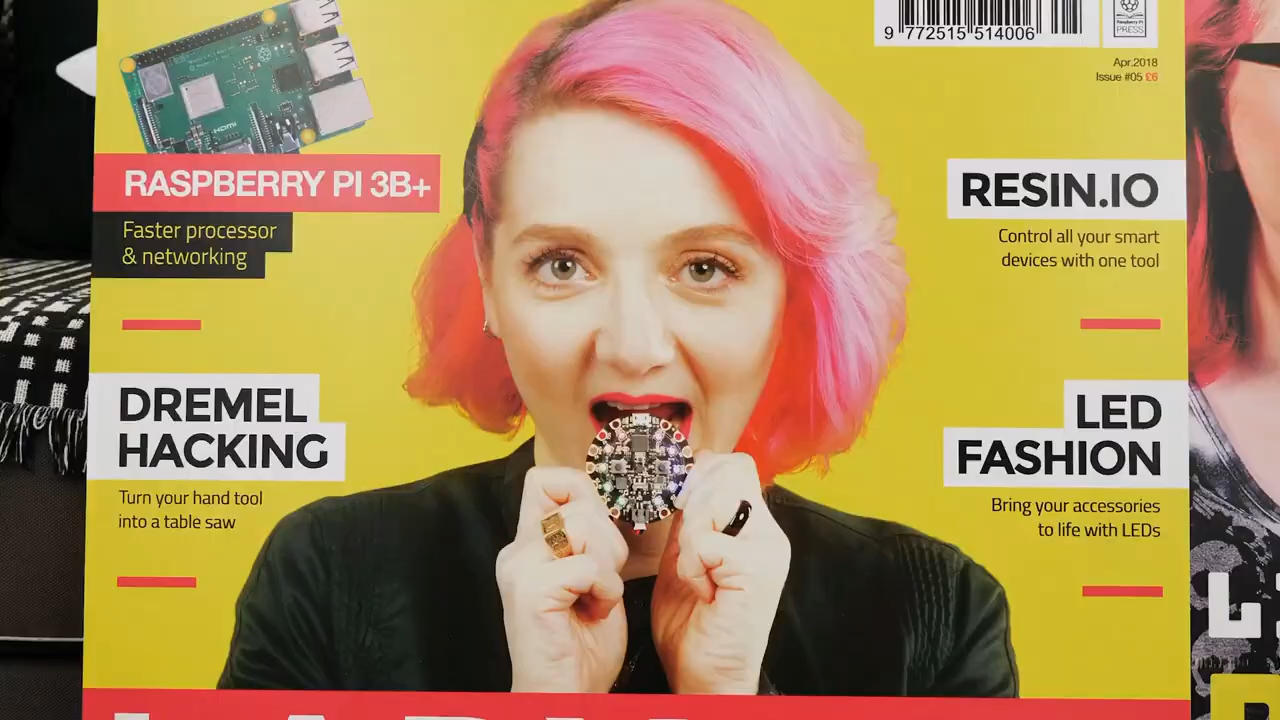 9 772515 514006
Raspberry Pi
PRESS
Apr.2018
Issue #05 £6
HDMI
RASPBERRY PI 3B+
Faster processor
& networking
RESIN.IO
Control all your smart
devices with one tool
DREMEL
HACKING
Turn your hand tool
into a table saw
LED
FASHION
Bring your accessories
to life with LEDs